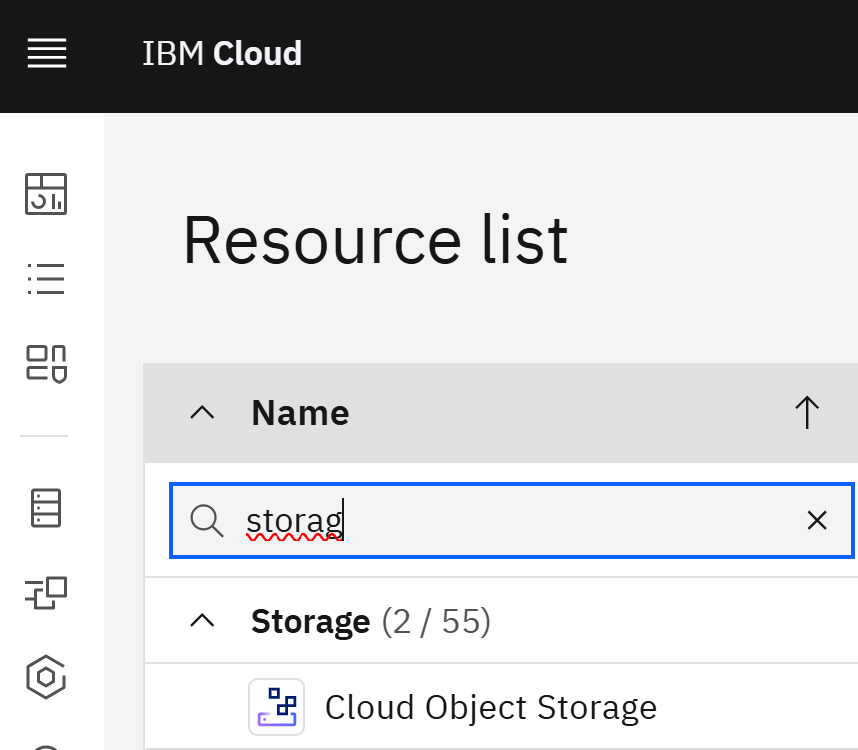 IBM Cloud
Resource list
Name
storag
Storage (2 / 55)
Cloud Object Storage